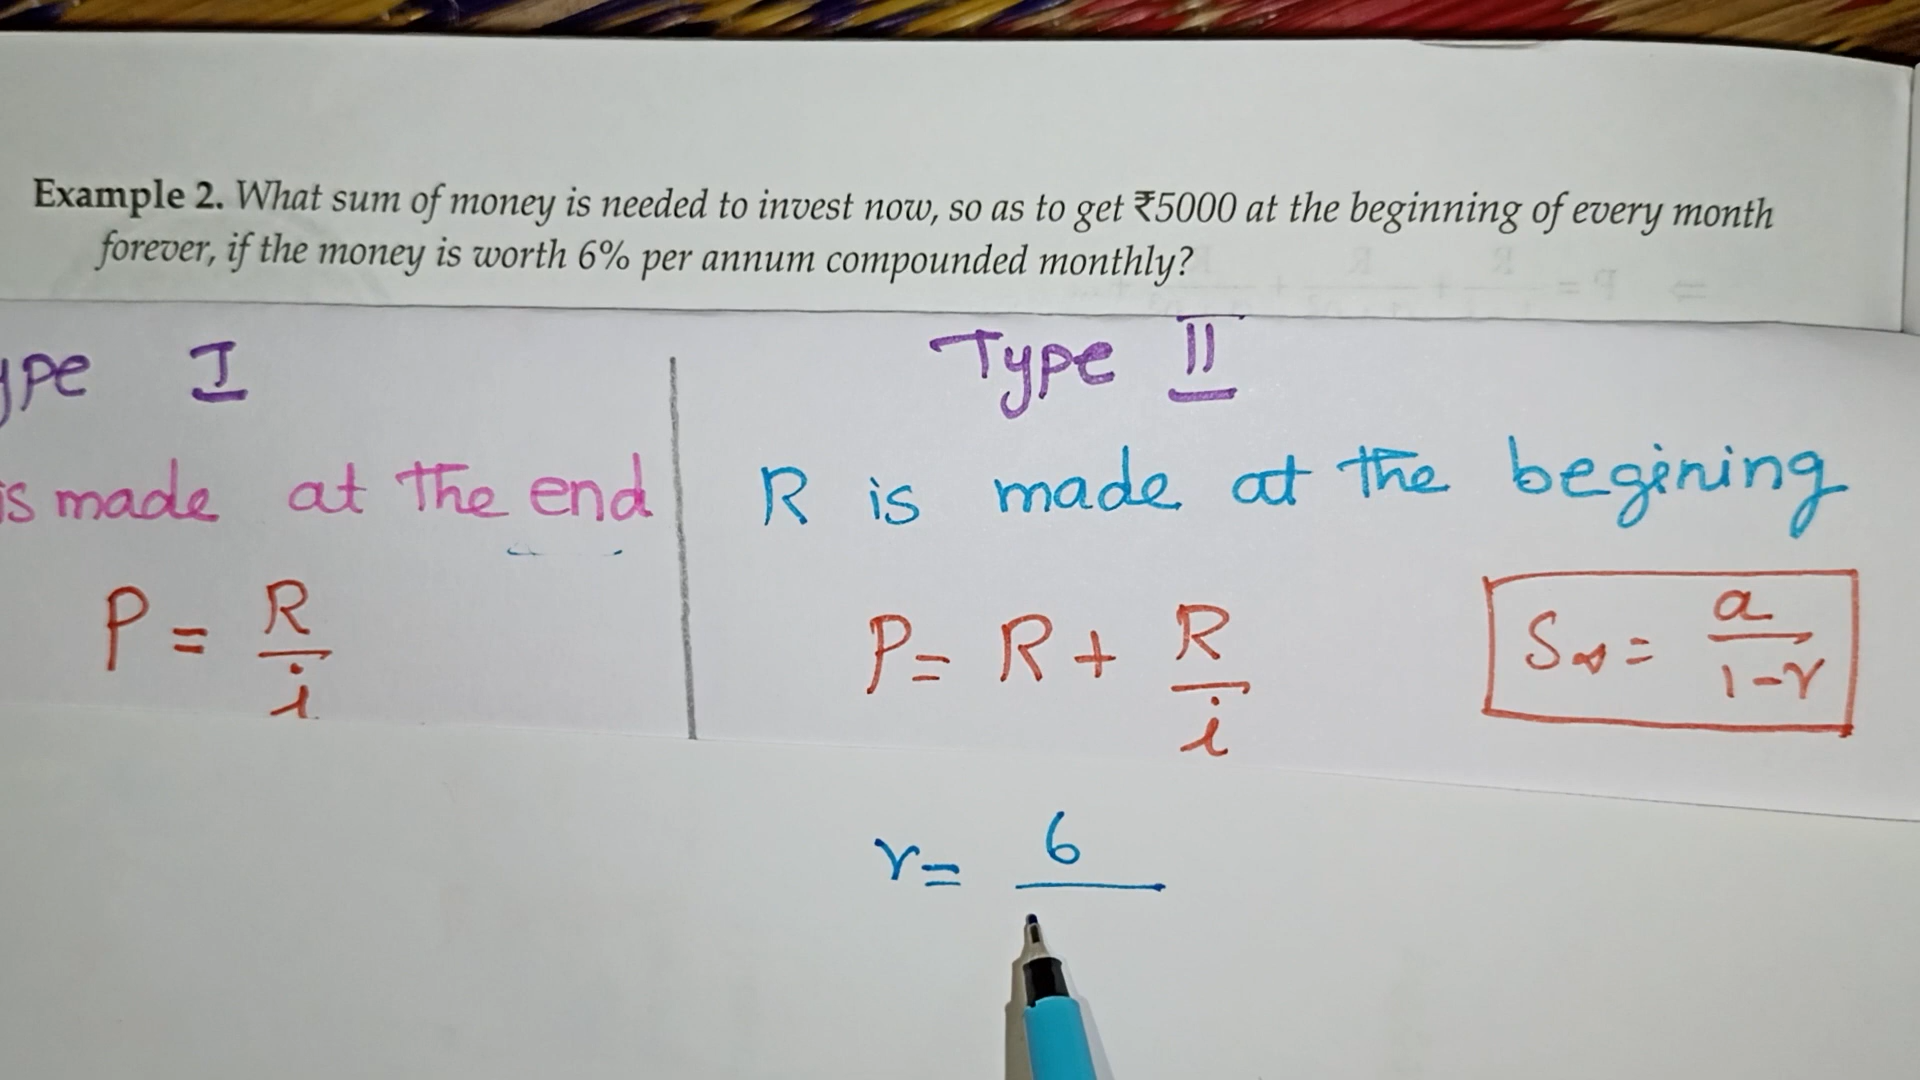 Example 2. What sum of money is needed to invest now, so as to get ₹5000 at the beginning of every month
forever, if the money is worth 6% per annum compounded monthly?
ype I
is made at the end
P = R/i
Type II
R is made at the begining
P = R + R/i
S∞ = a/1-r
r = 6